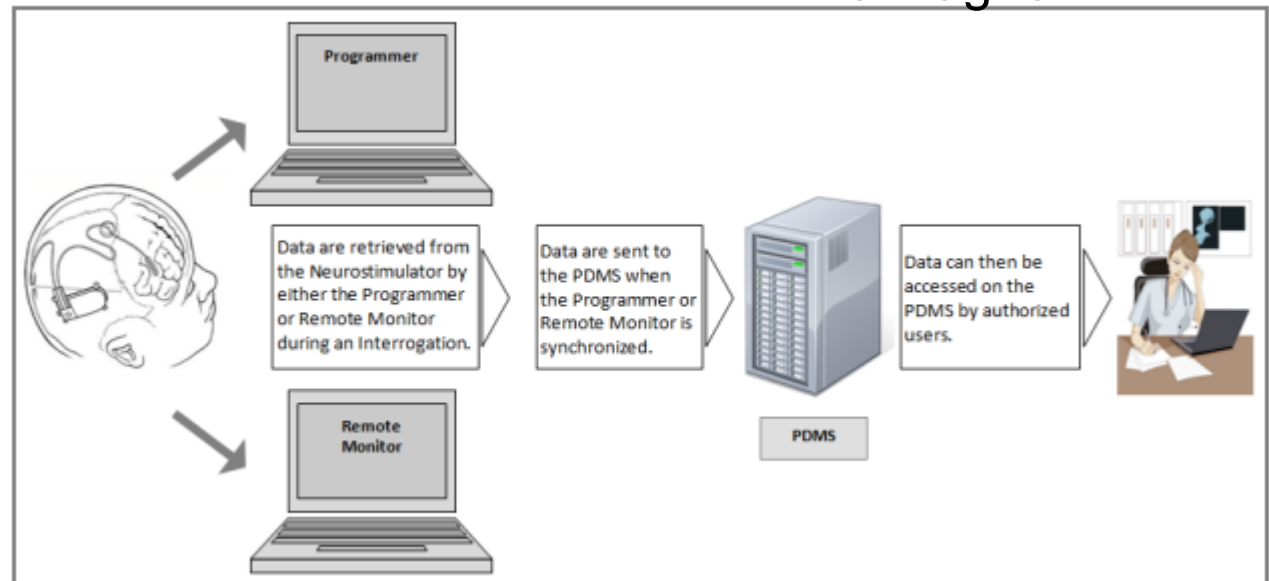 Programmer
Data are retrieved from
the Neurostimulator by
either the Programmer
or Remote Monitor
during an Interrogation.
Data are sent to
the PDMS when
the Programmer or
Remote Monitor is
synchronized.
Data can then be
accessed on the
PDMS by authorized
users.
Remote
Monitor
PDMS